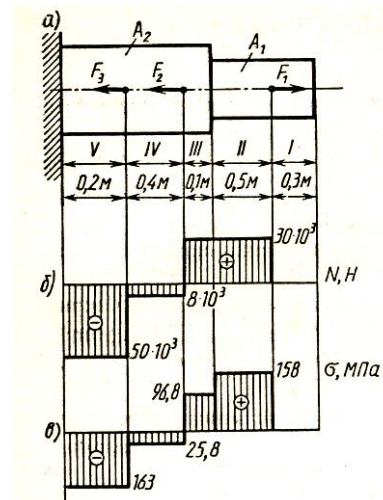 а)
A₂
A₁
F₃ F₂ F₁
V IV III II I
0,2м 0,4м 0,1м 0,5м 0,3м
30·10³
б)
N, Н
⊕
8·10³
⊖
50·10³
158
σ, МПа
96,8
⊕
в)
25,8
⊖
163